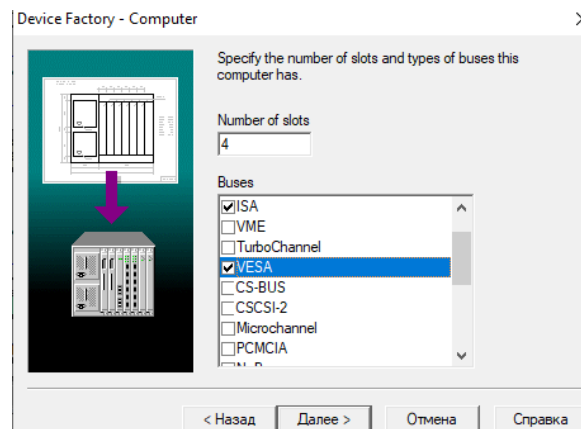 Device Factory - Computer
Specify the number of slots and types of buses this
computer has.
Number of slots
4
Buses
ISA
VME
TurboChannel
VESA
CS-BUS
CSCSI-2
Microchannel
PCMCIA
< Назад
Далее >
Отмена
Справка